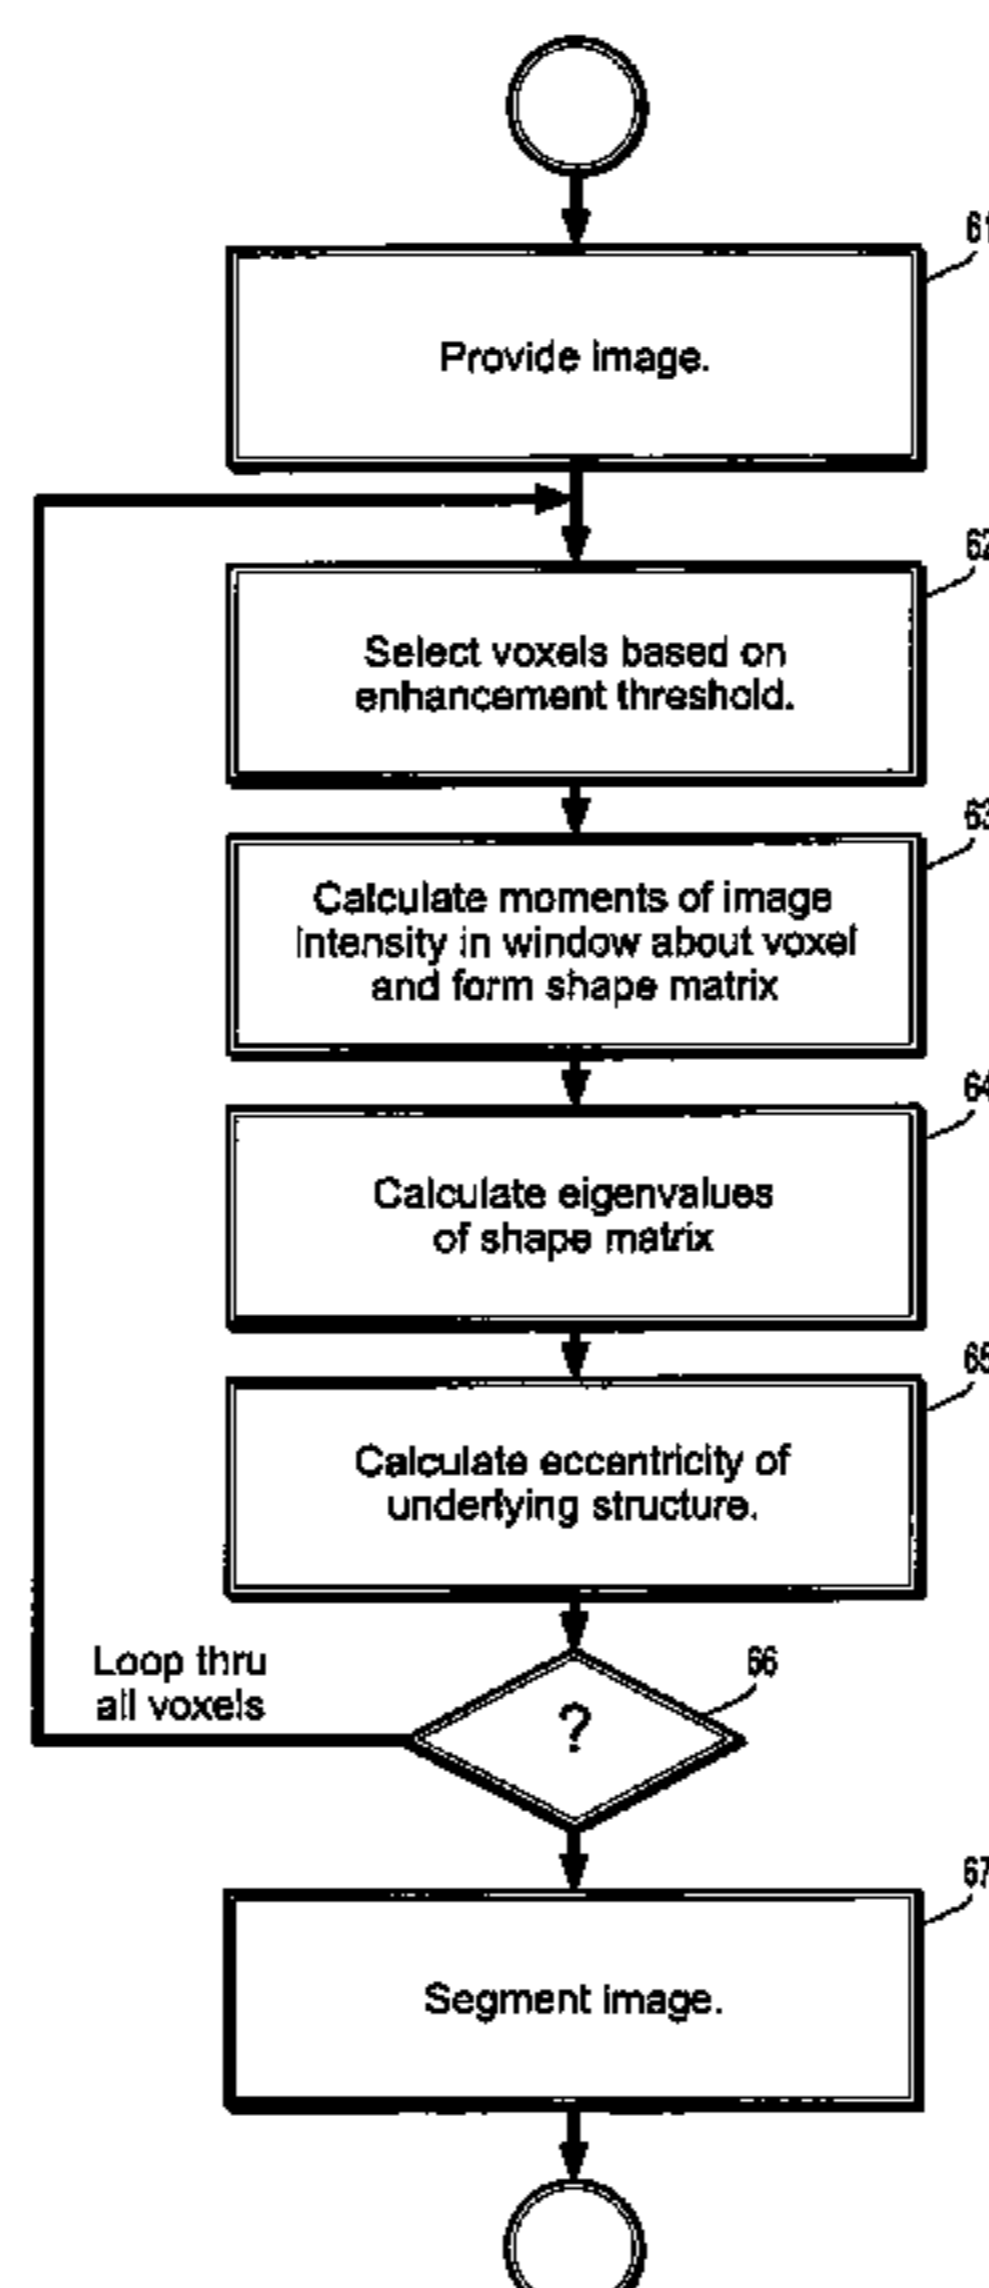 61
Provide image.
62
Select voxels based on
enhancement threshold.
63
Calculate moments of image
intensity in window about voxel
and form shape matrix
64
Calculate eigenvalues
of shape matrix
65
Calculate eccentricity of
underlying structure.
Loop thru
all voxels
66
?
67
Segment image.